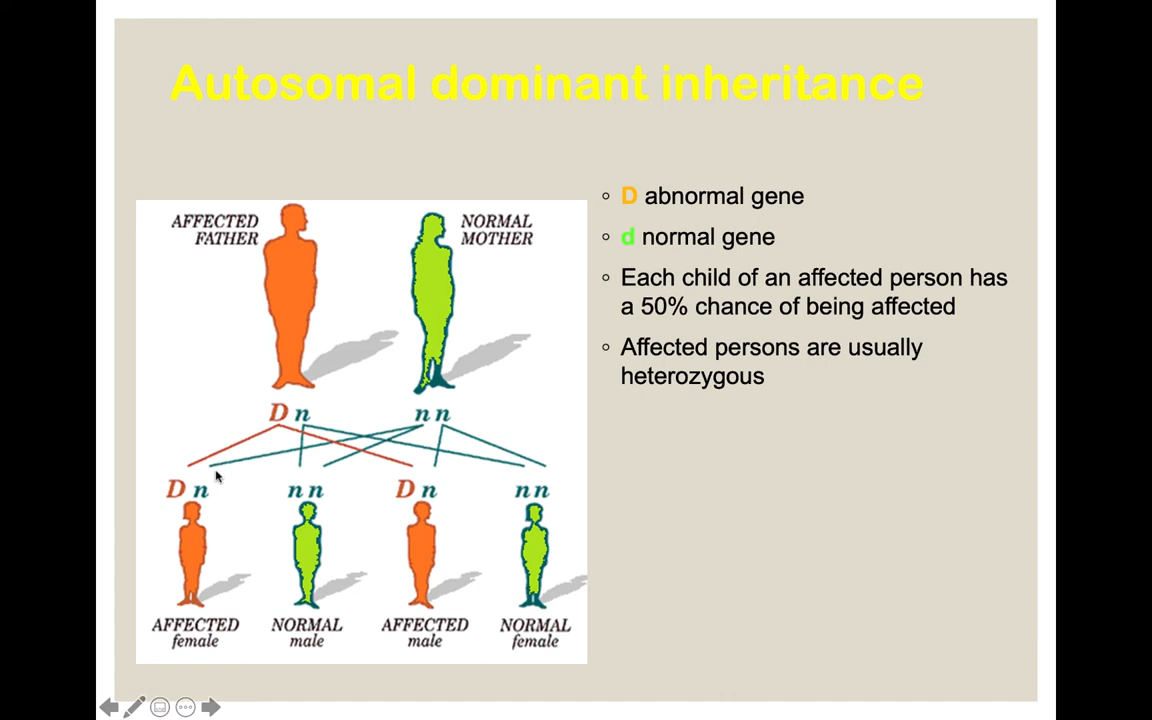 Autosomal dominant inheritance
AFFECTED
FATHER
NORMAL
MOTHER
D n
n n
D n
n n
D n
n n
AFFECTED
female
NORMAL
male
AFFECTED
male
NORMAL
female
D abnormal gene
d normal gene
Each child of an affected person has
a 50% chance of being affected
Affected persons are usually
heterozygous